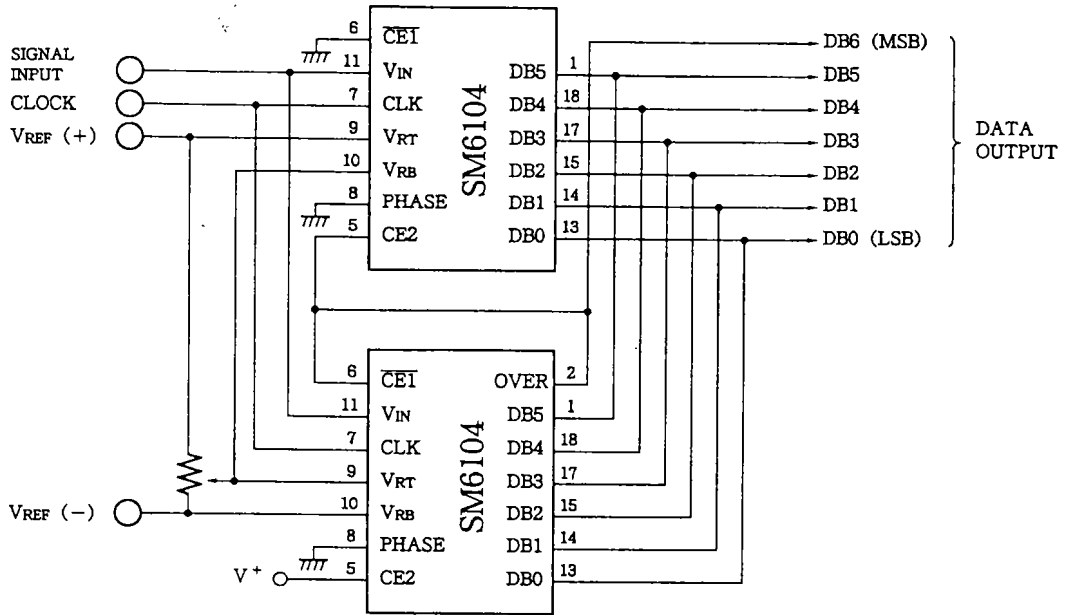 SIGNAL
INPUT
CLOCK
VREF (+)
VREF (−)
V+
6
11
7
9
10
8
5
CE1
VIN
CLK
VRT
VRB
PHASE
CE2
SM6104
DB5
DB4
DB3
DB2
DB1
DB0
1
18
17
15
14
13
DB6 (MSB)
DB5
DB4
DB3
DB2
DB1
DB0 (LSB)
DATA
OUTPUT
6
11
7
9
10
8
5
CE1
VIN
CLK
VRT
VRB
PHASE
CE2
SM6104
OVER
DB5
DB4
DB3
DB2
DB1
DB0
2
1
18
17
15
14
13